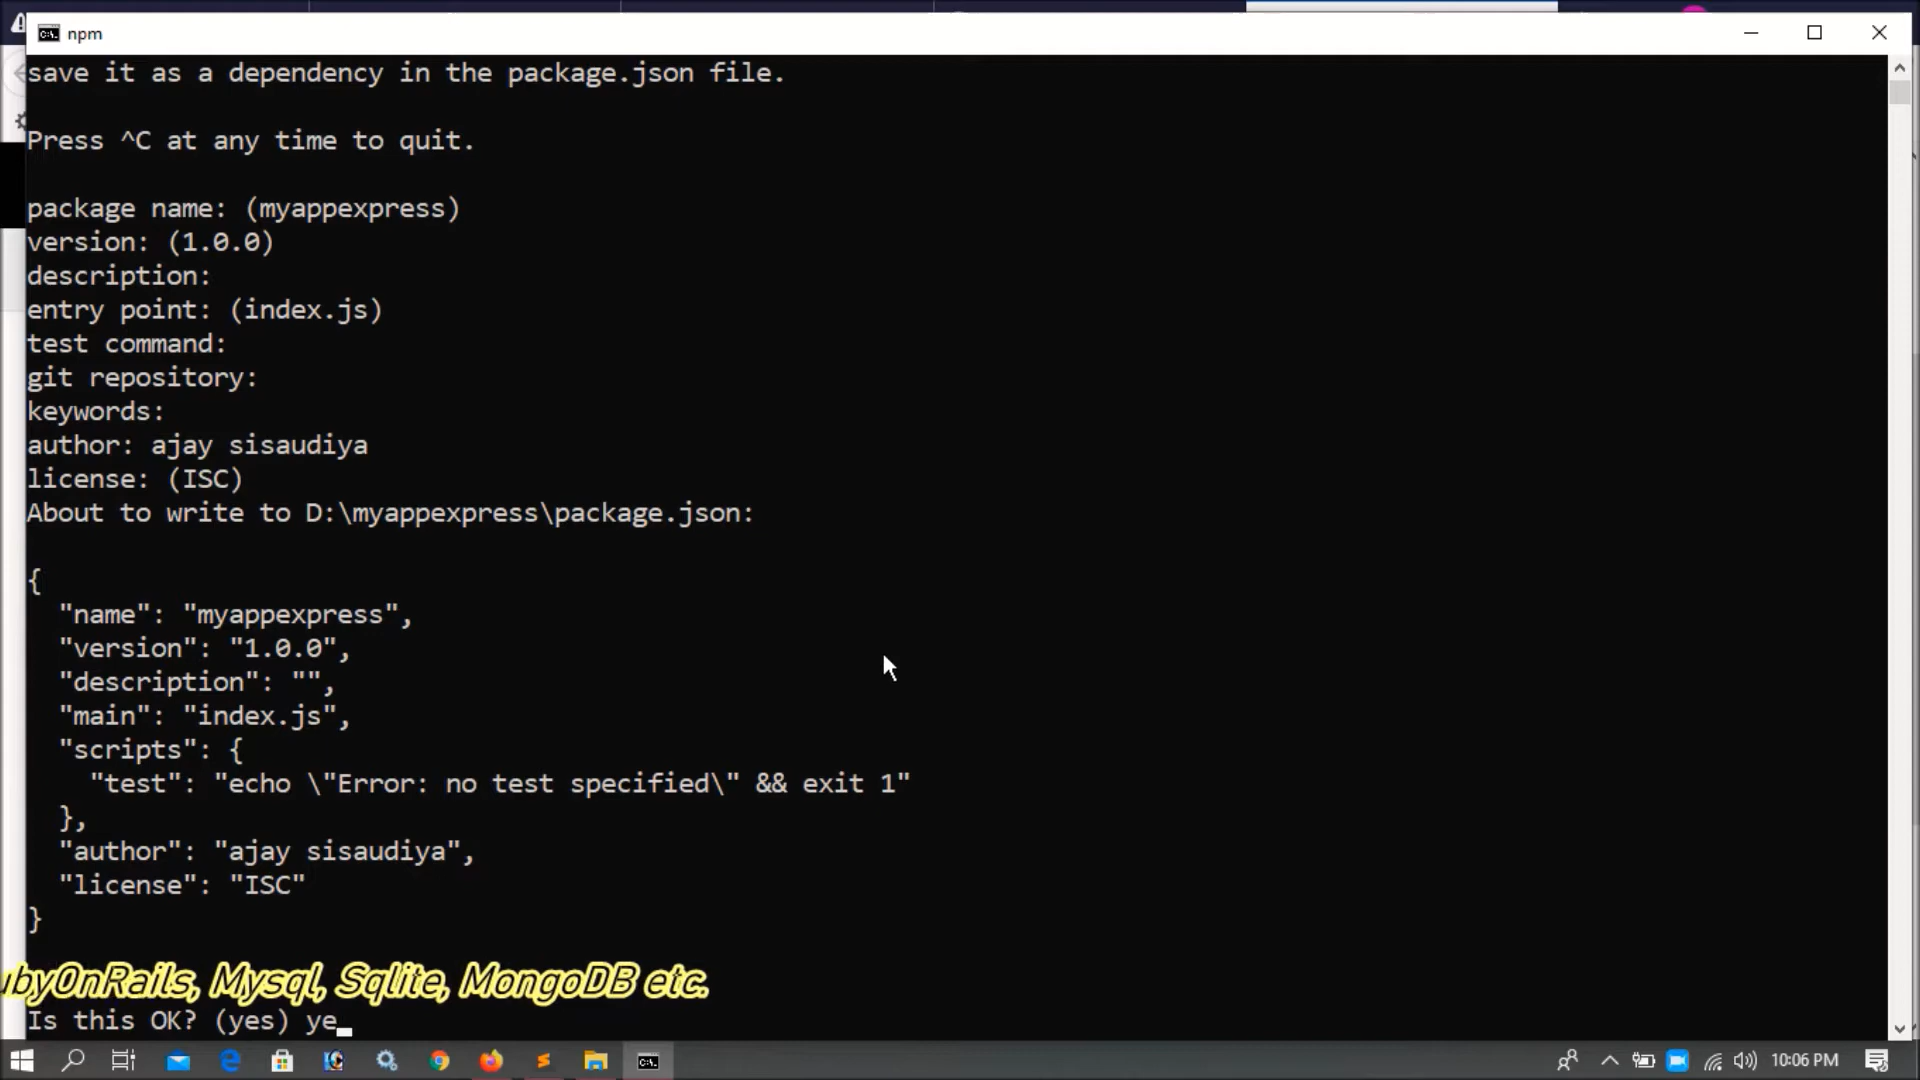 npm
save it as a dependency in the package.json file.
Press ^C at any time to quit.
package name: (myappexpress)
version: (1.0.0)
description:
entry point: (index.js)
test command:
git repository:
keywords:
author: ajay sisaudiya
license: (ISC)
About to write to D:\myappexpress\package.json:
{
"name": "myappexpress",
"version": "1.0.0",
"description": "",
"main": "index.js",
"scripts": {
"test": "echo \"Error: no test specified\" && exit 1"
},
"author": "ajay sisaudiya",
"license": "ISC"
}
ubyOnRails, Mysql, Sqlite, MongoDB etc.
Is this OK? (yes) ye
10:06 PM